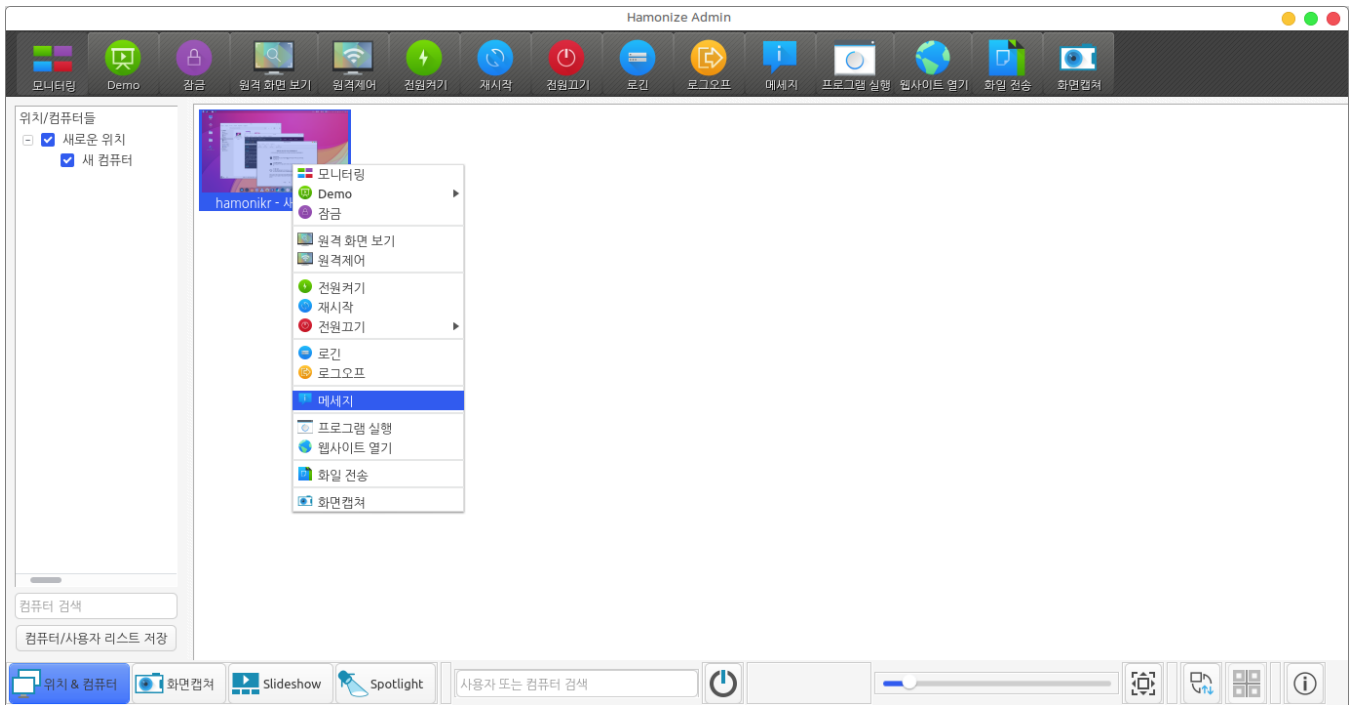 Hamonize Admin
모니터링 Demo 잠금 원격 화면 보기 원격제어 전원켜기 재시작 전원끄기 로긴 로그오프 메세지 프로그램 실행 웹사이트 열기 화일 전송 화면캡쳐
위치/컴퓨터들
새로운 위치
새 컴퓨터
hamonikr - 새
모니터링
Demo
잠금
원격 화면 보기
원격제어
전원켜기
재시작
전원끄기
로긴
로그오프
메세지
프로그램 실행
웹사이트 열기
화일 전송
화면캡쳐
컴퓨터 검색
컴퓨터/사용자 리스트 저장
위치 & 컴퓨터 화면캡쳐 Slideshow Spotlight 사용자 또는 컴퓨터 검색